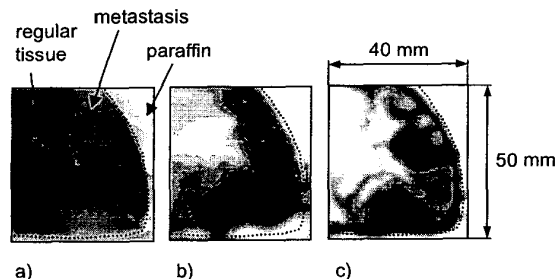 metastasis
regular
tissue
paraffin
40 mm
50 mm
a)
b)
c)